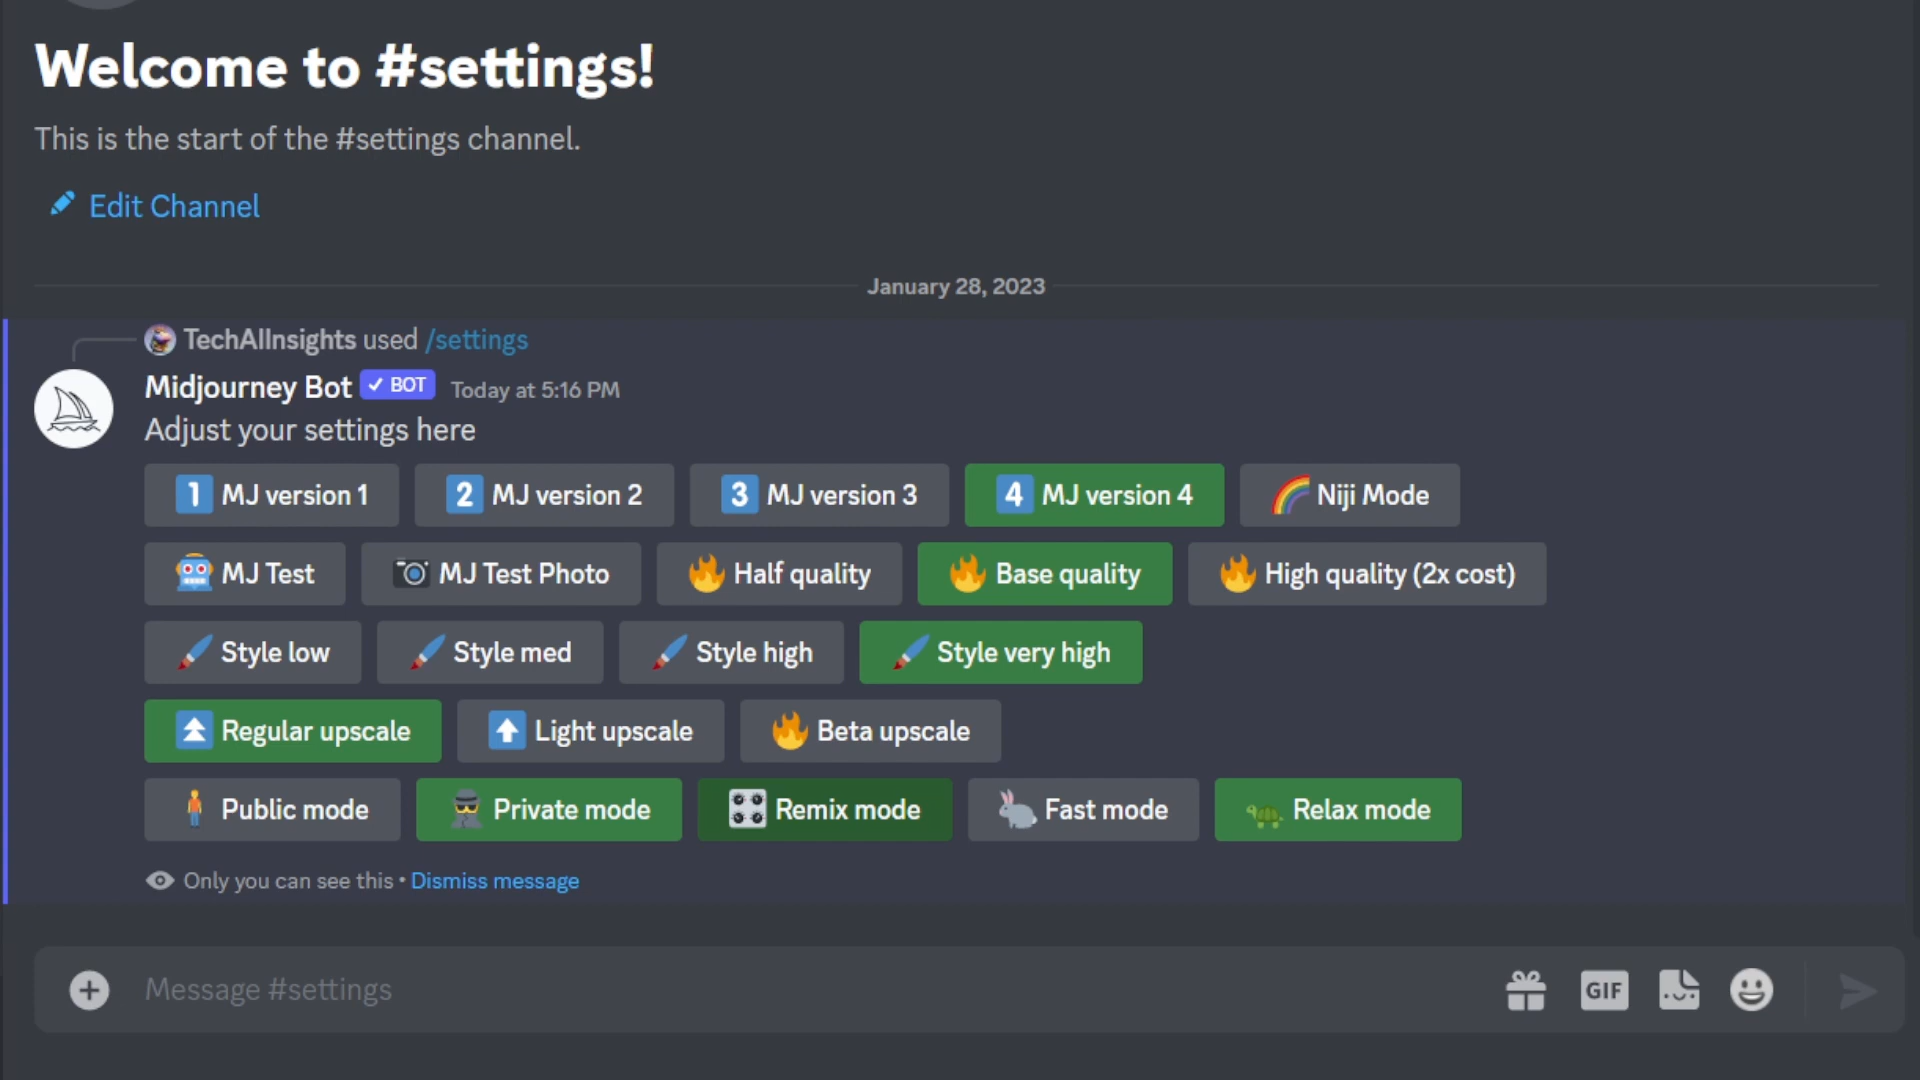 Welcome to #settings!
This is the start of the #settings channel.
Edit Channel
January 28, 2023
TechAIInsights used /settings
Midjourney Bot ✓ BOT Today at 5:16 PM
Adjust your settings here
1 MJ version 1 2 MJ version 2 3 MJ version 3 4 MJ version 4 Niji Mode
MJ Test MJ Test Photo Half quality Base quality High quality (2x cost)
Style low Style med Style high Style very high
Regular upscale Light upscale Beta upscale
Public mode Private mode Remix mode Fast mode Relax mode
Only you can see this • Dismiss message
Message #settings GIF